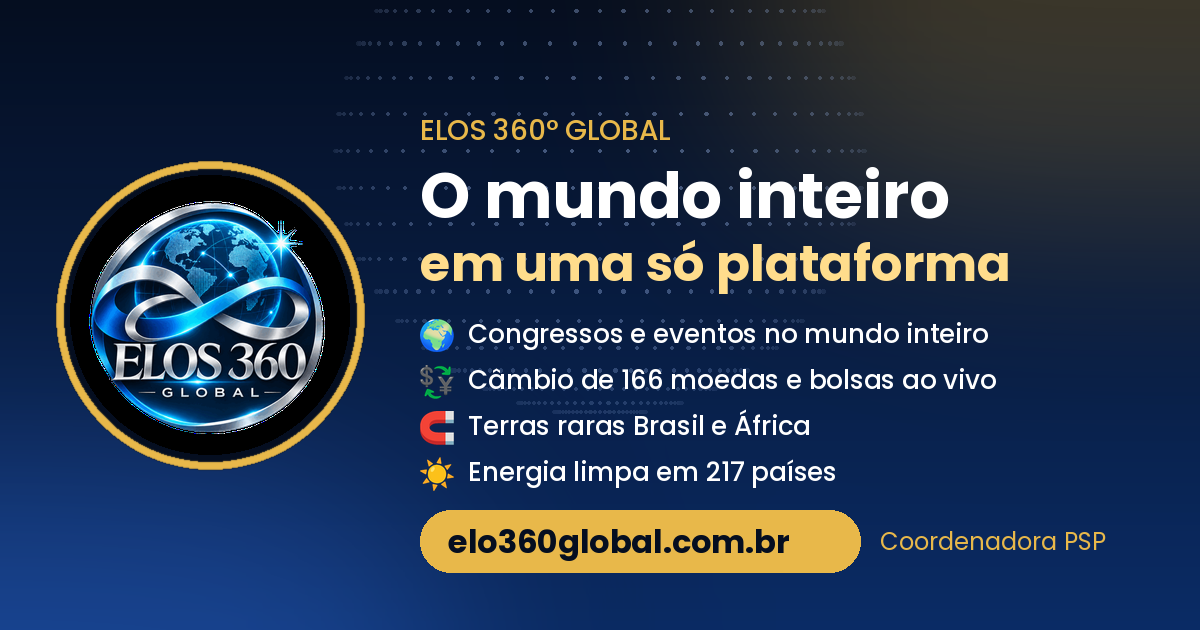 ELOS 360
GLOBAL
ELOS 360° GLOBAL
O mundo inteiro
em uma só plataforma
Congressos e eventos no mundo inteiro
Câmbio de 166 moedas e bolsas ao vivo
Terras raras Brasil e África
Energia limpa em 217 países
elo360global.com.br
Coordenadora PSP